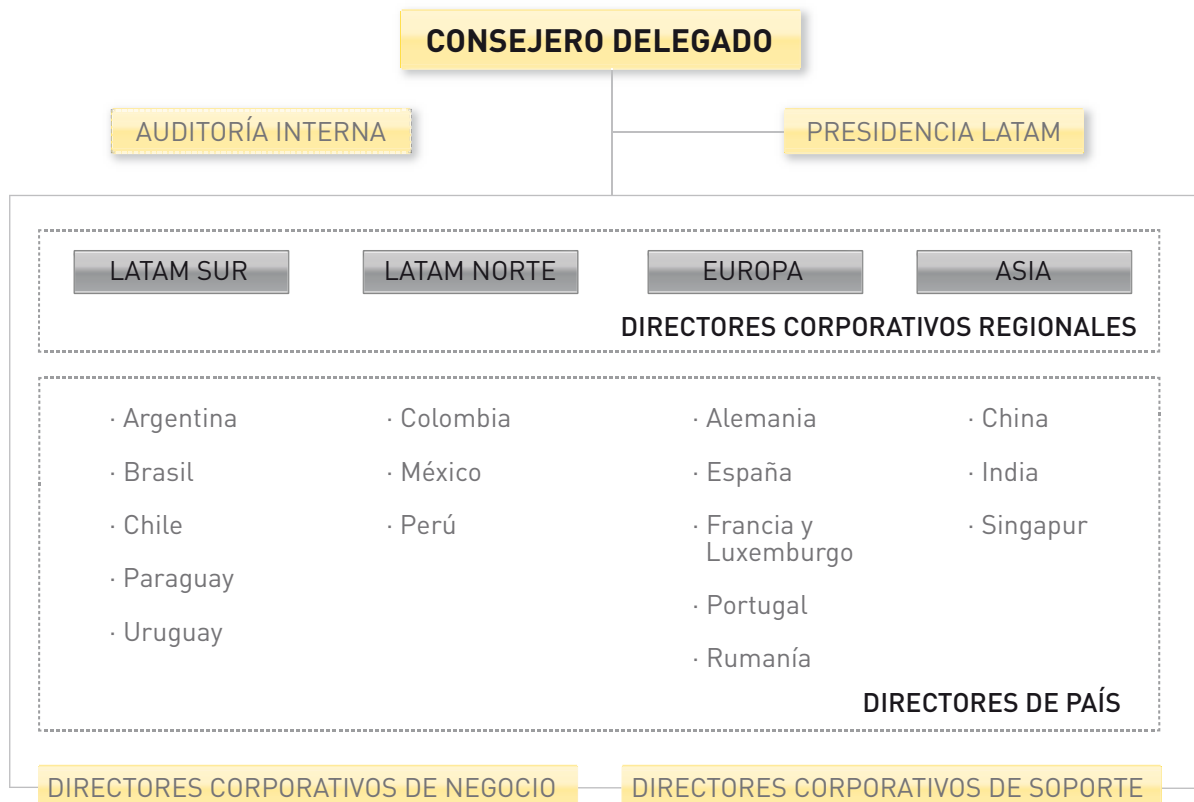 CONSEJERO DELEGADO
AUDITORÍA INTERNA
PRESIDENCIA LATAM
LATAM SUR
LATAM NORTE
EUROPA
ASIA
DIRECTORES CORPORATIVOS REGIONALES
· Argentina
· Brasil
· Chile
· Paraguay
· Uruguay
· Colombia
· México
· Perú
· Alemania
· España
· Francia y
Luxemburgo
· Portugal
· Rumanía
· China
· India
· Singapur
DIRECTORES DE PAÍS
DIRECTORES CORPORATIVOS DE NEGOCIO
DIRECTORES CORPORATIVOS DE SOPORTE